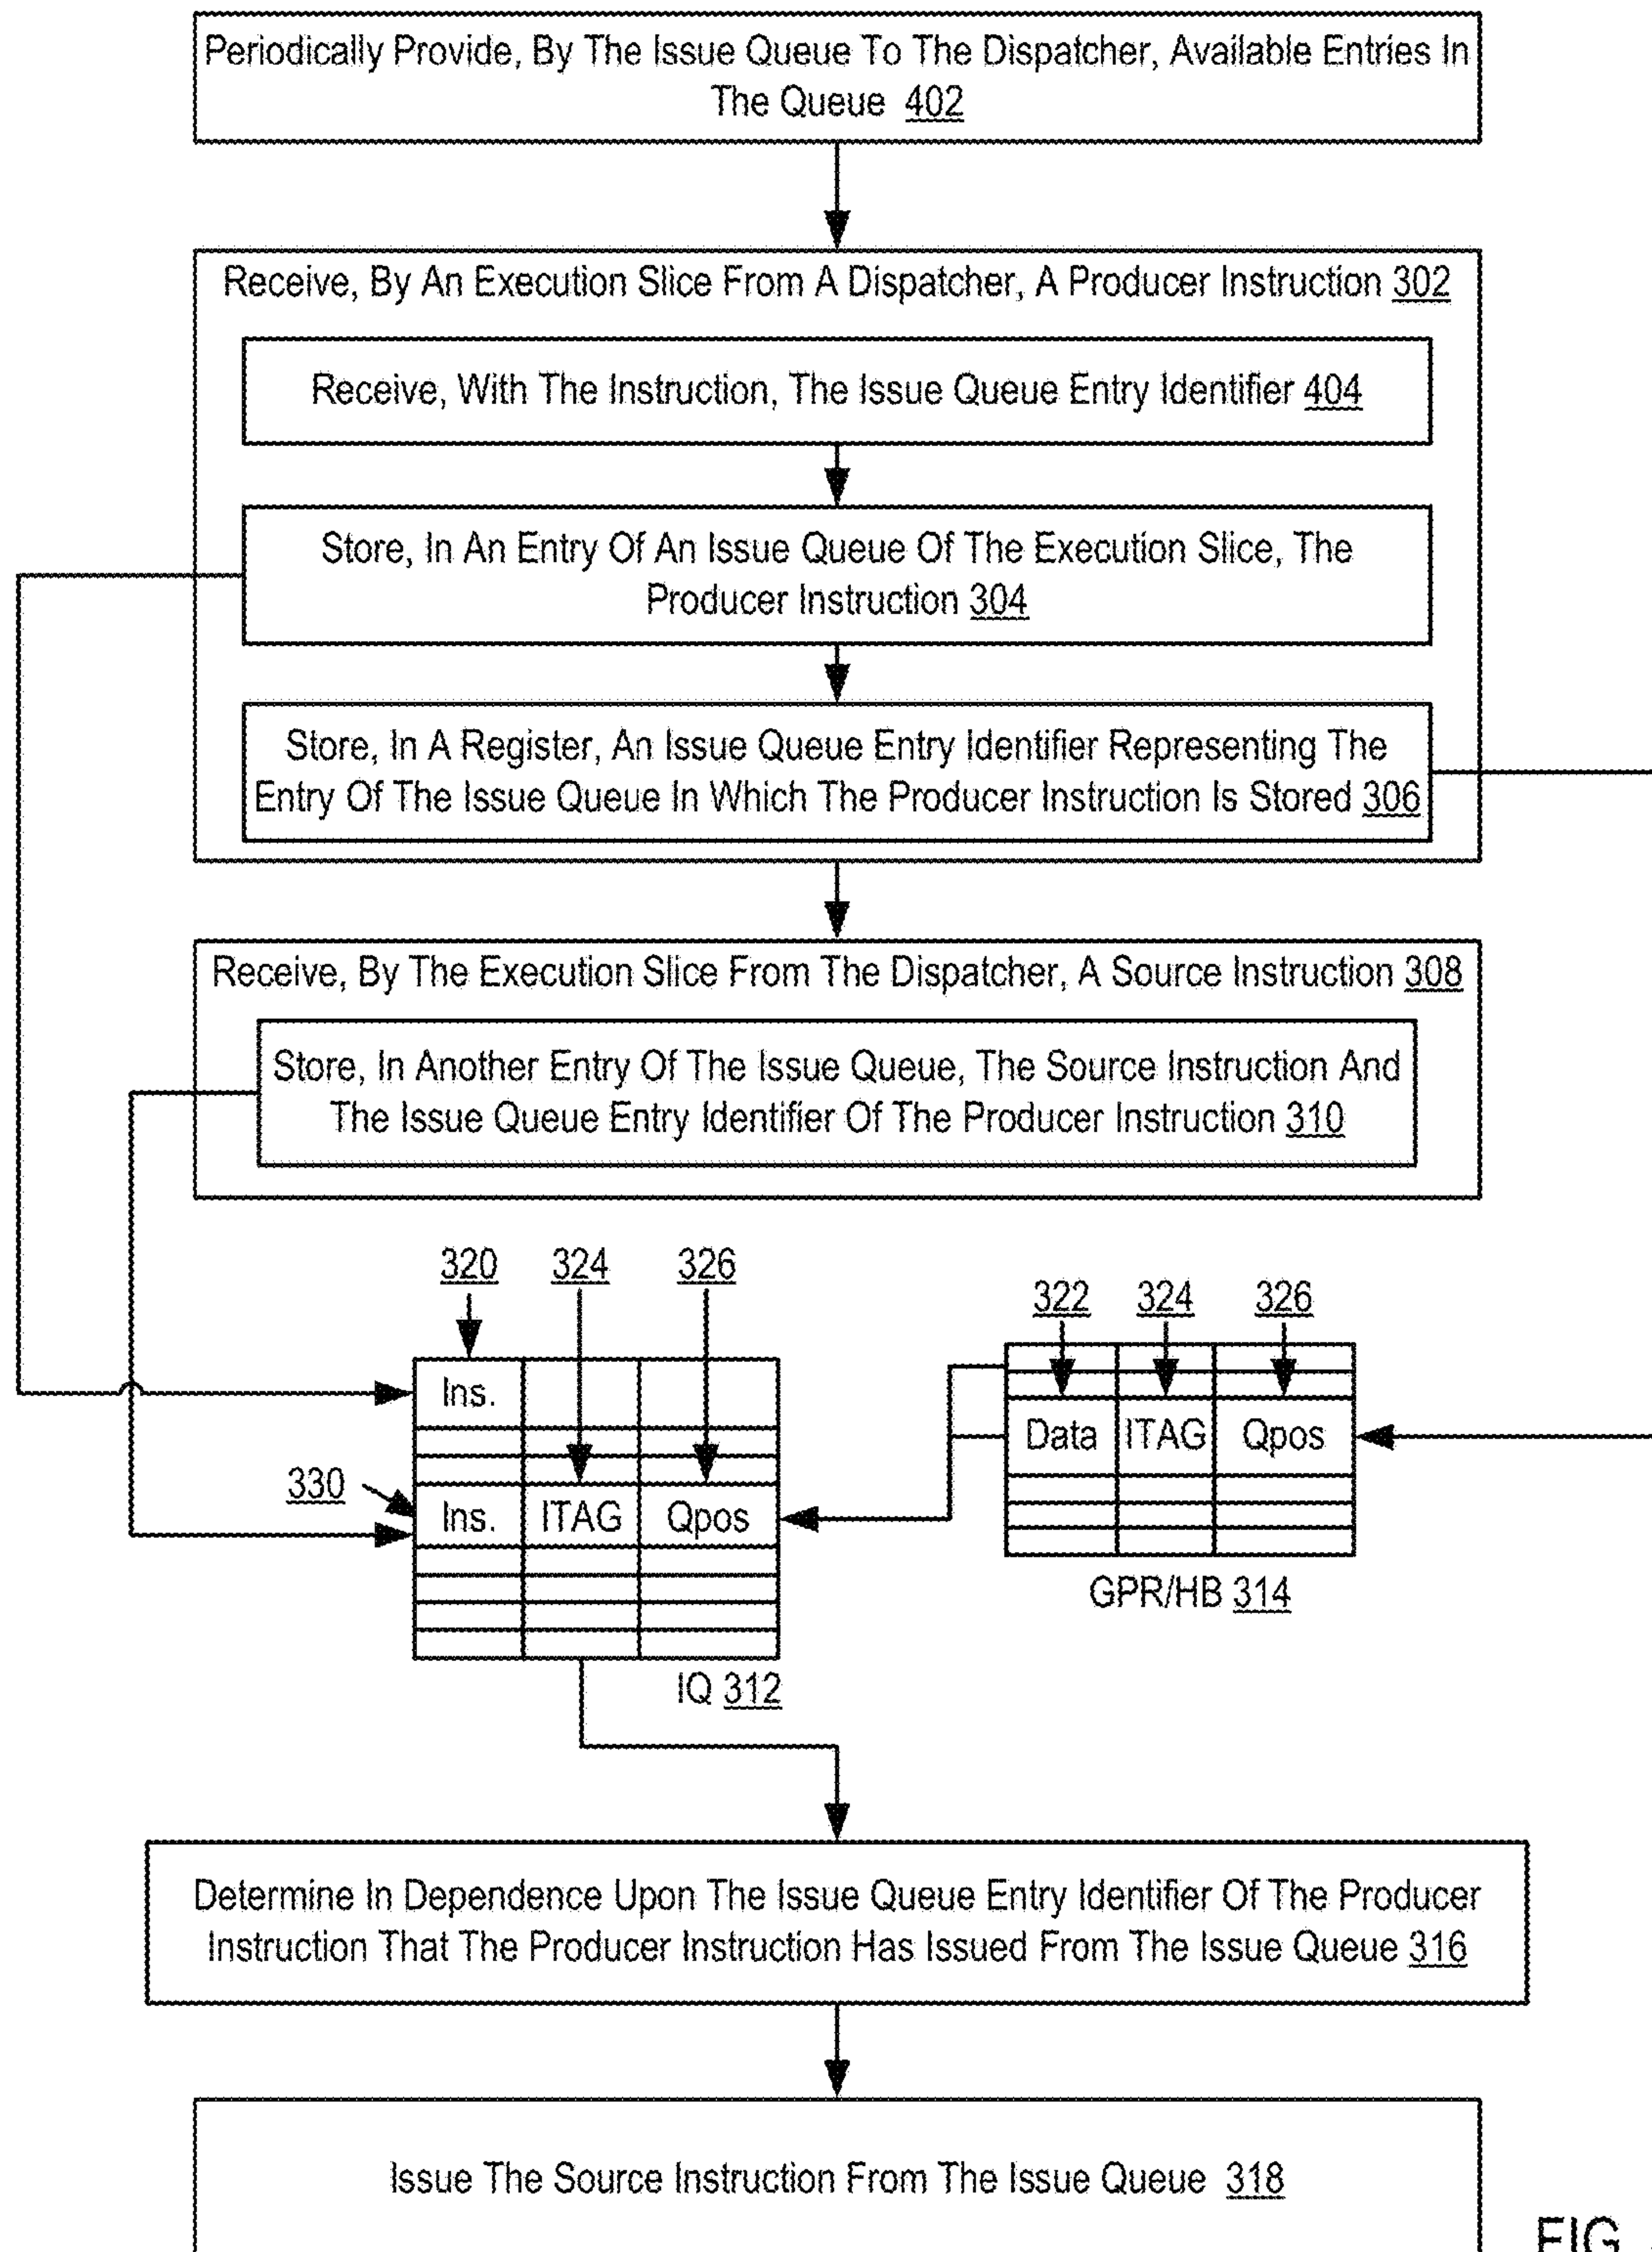 Periodically Provide, By The Issue Queue To The Dispatcher, Available Entries In
The Queue 402
Receive, By An Execution Slice From A Dispatcher, A Producer Instruction 302
Receive, With The Instruction, The Issue Queue Entry Identifier 404
Store, In An Entry Of An Issue Queue Of The Execution Slice, The
Producer Instruction 304
Store, In A Register, An Issue Queue Entry Identifier Representing The
Entry Of The Issue Queue In Which The Producer Instruction Is Stored 306
Receive, By The Execution Slice From The Dispatcher, A Source Instruction 308
Store, In Another Entry Of The Issue Queue, The Source Instruction And
The Issue Queue Entry Identifier Of The Producer Instruction 310
320 324 326
322 324 326
Ins.
Data ITAG Qpos
330
Ins. ITAG Qpos
GPR/HB 314
IQ 312
Determine In Dependence Upon The Issue Queue Entry Identifier Of The Producer
Instruction That The Producer Instruction Has Issued From The Issue Queue 316
Issue The Source Instruction From The Issue Queue 318
FIG